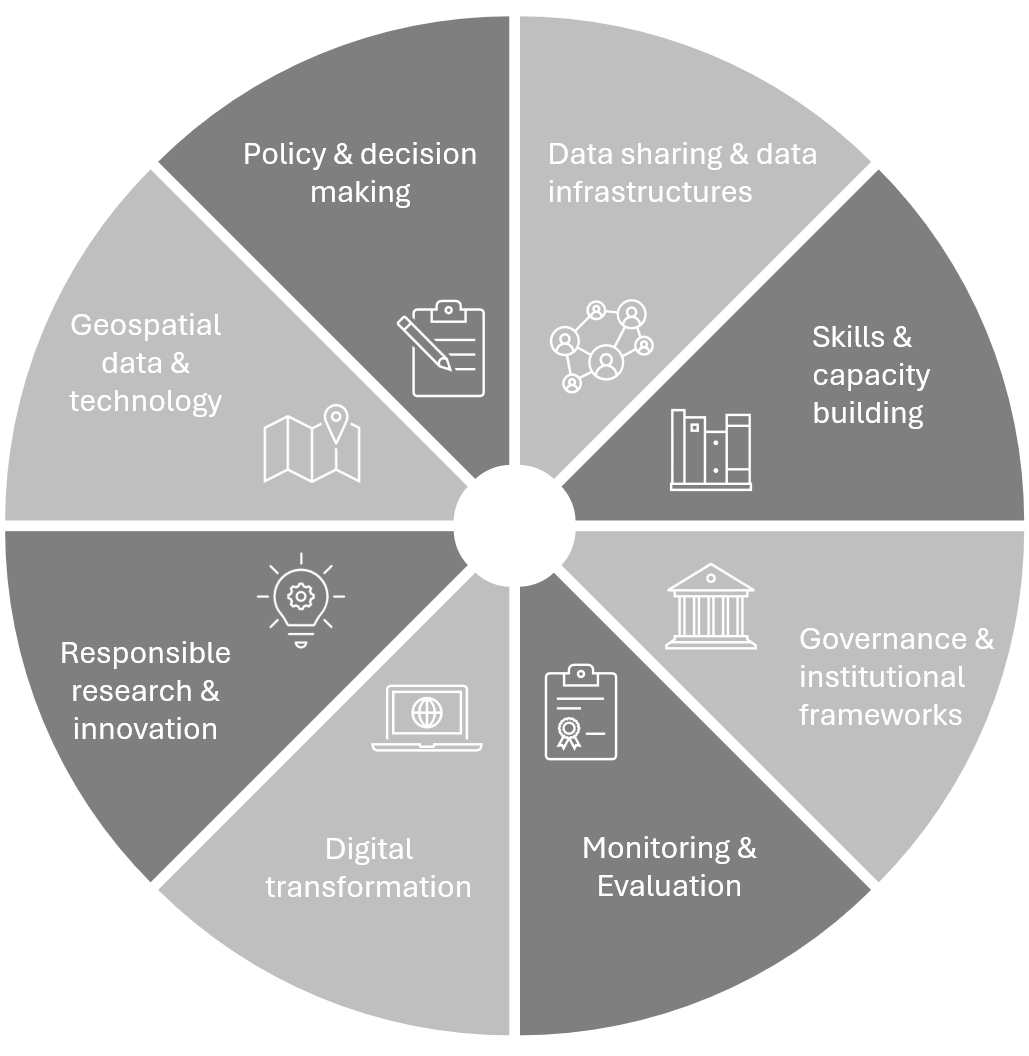 Policy & decision
making
Data sharing & data
infrastructures
Geospatial
data &
technology
Skills &
capacity
building
Responsible
research &
innovation
Governance &
institutional
frameworks
Digital
transformation
Monitoring &
Evaluation